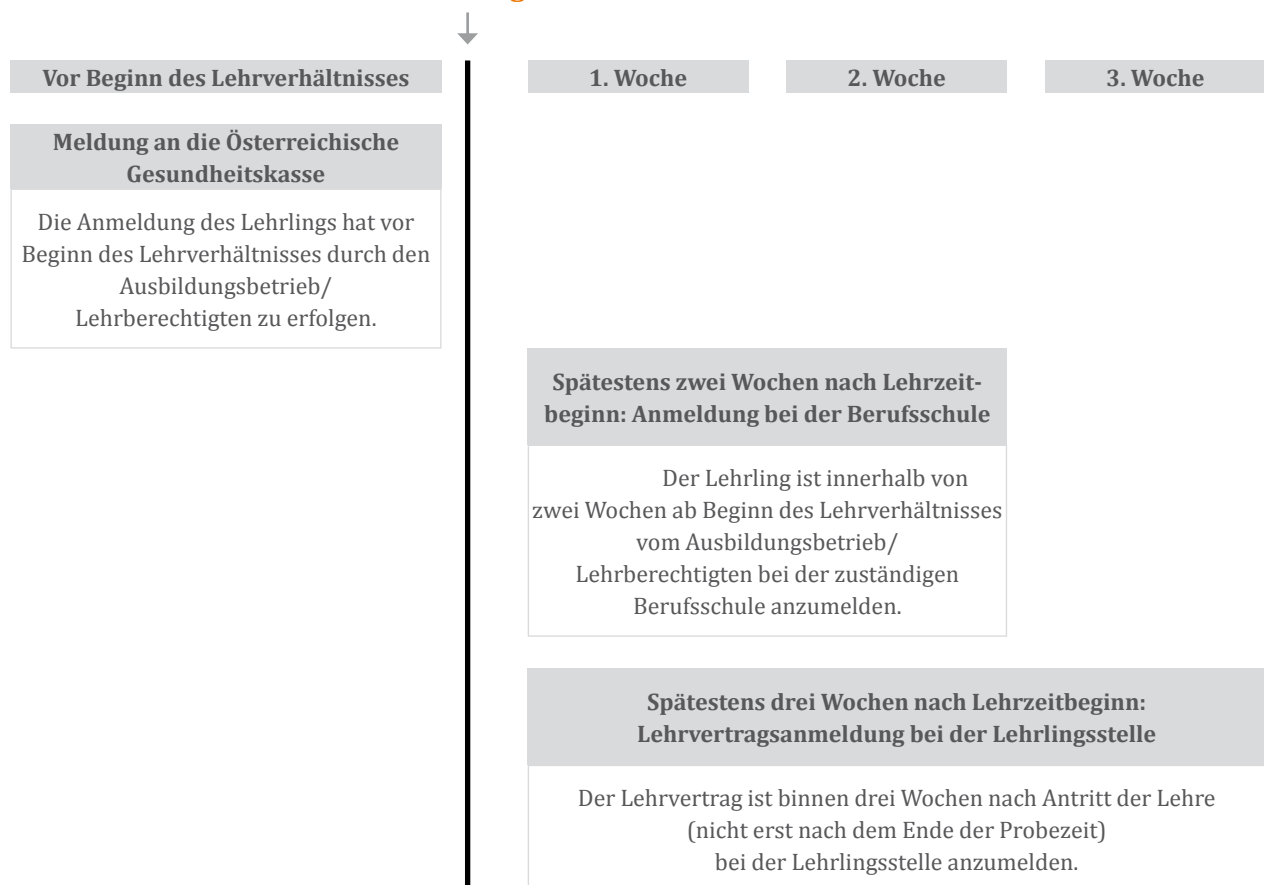 Vor Beginn des Lehrverhältnisses
1. Woche
2. Woche
3. Woche
Meldung an die Österreichische
Gesundheitskasse
Die Anmeldung des Lehrlings hat vor
Beginn des Lehrverhältnisses durch den
Ausbildungsbetrieb/
Lehrberechtigten zu erfolgen.
Spätestens zwei Wochen nach Lehrzeit-
beginn: Anmeldung bei der Berufsschule
Der Lehrling ist innerhalb von
zwei Wochen ab Beginn des Lehrverhältnisses
vom Ausbildungsbetrieb/
Lehrberechtigten bei der zuständigen
Berufsschule anzumelden.
Spätestens drei Wochen nach Lehrzeitbeginn:
Lehrvertragsanmeldung bei der Lehrlingsstelle
Der Lehrvertrag ist binnen drei Wochen nach Antritt der Lehre
(nicht erst nach dem Ende der Probezeit)
bei der Lehrlingsstelle anzumelden.